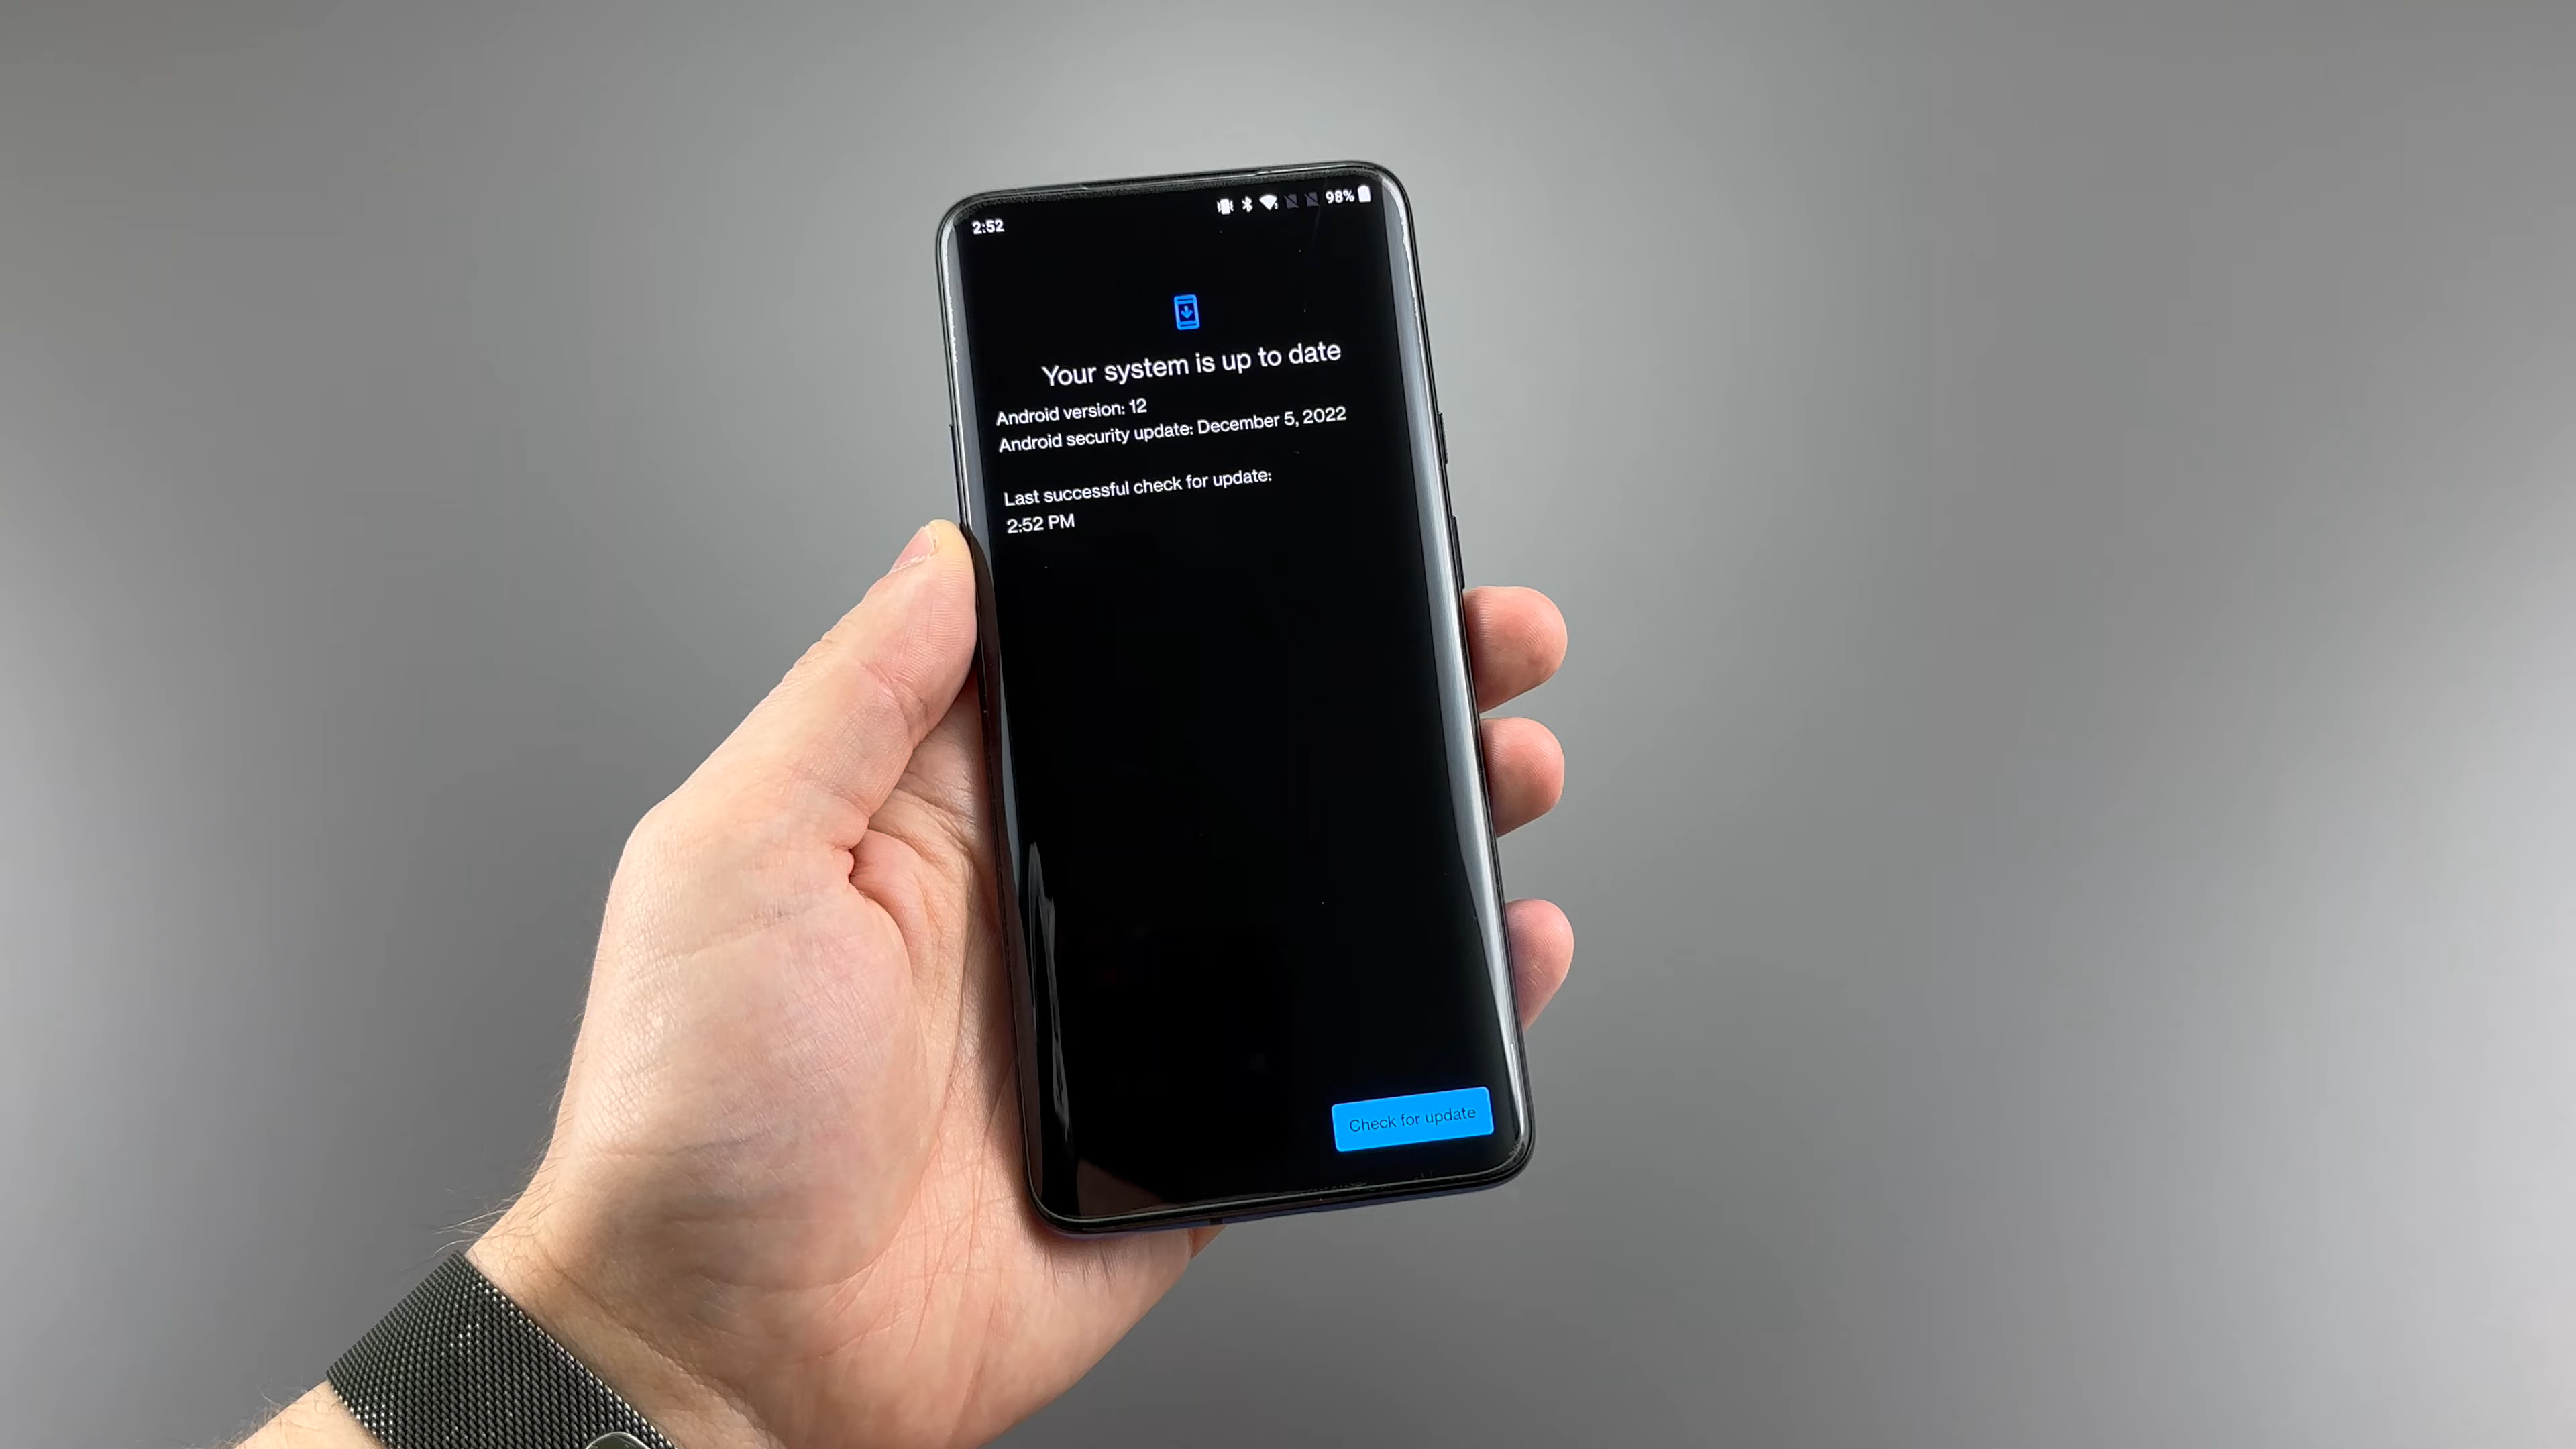 2:52 98%
Your system is up to date
Android version: 12
Android security update: December 5, 2022
Last successful check for update:
2:52 PM
Check for update